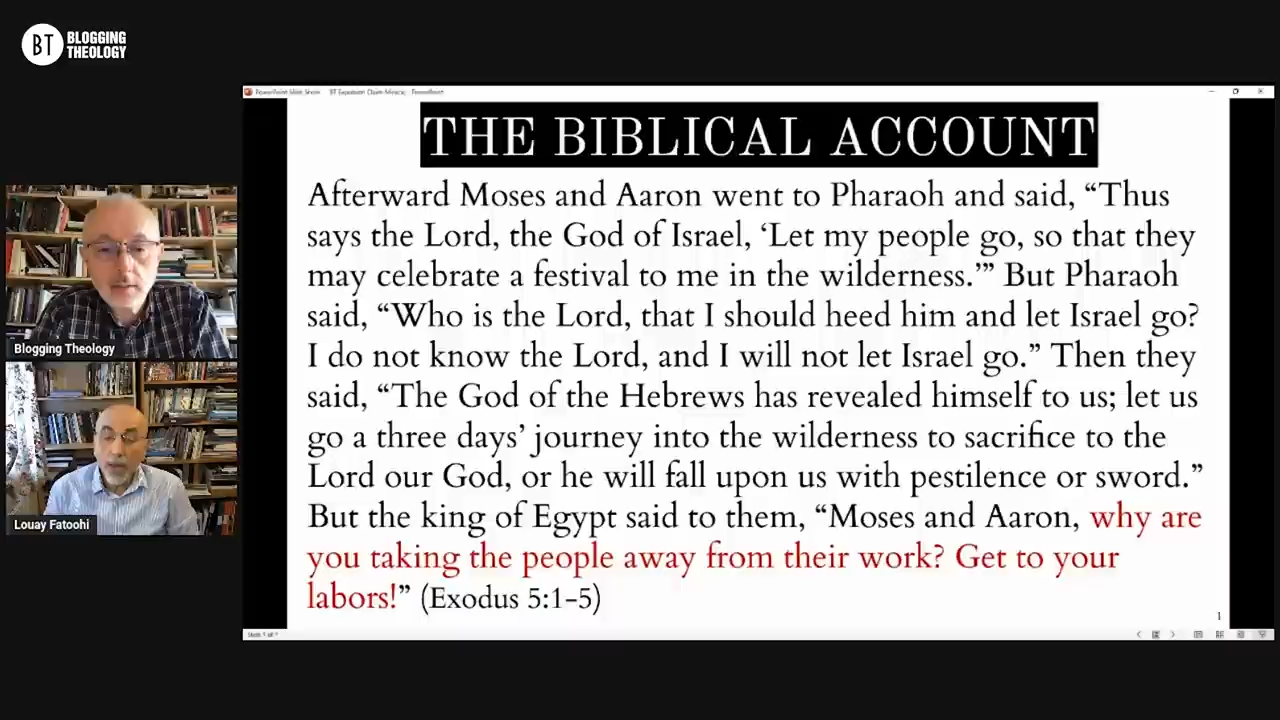 BT BLOGGING
THEOLOGY
PowerPoint Slide Show
PowerPoint
THE BIBLICAL ACCOUNT
Afterward Moses and Aaron went to Pharaoh and said, “Thus
says the Lord, the God of Israel, ‘Let my people go, so that they
may celebrate a festival to me in the wilderness.’” But Pharaoh
said, “Who is the Lord, that I should heed him and let Israel go?
I do not know the Lord, and I will not let Israel go.” Then they
said, “The God of the Hebrews has revealed himself to us; let us
go a three days’ journey into the wilderness to sacrifice to the
Lord our God, or he will fall upon us with pestilence or sword.”
But the king of Egypt said to them, “Moses and Aaron, why are
you taking the people away from their work? Get to your
labors!” (Exodus 5:1-5)
1
Blogging Theology
Louay Fatoohi